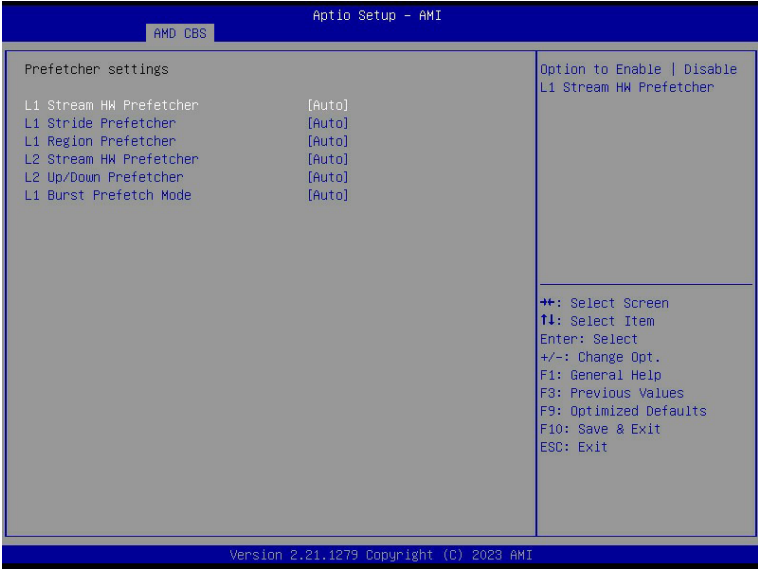 Aptio Setup - AMI
AMD CBS
Prefetcher settings
L1 Stream HW Prefetcher [Auto]
L1 Stride Prefetcher [Auto]
L1 Region Prefetcher [Auto]
L2 Stream HW Prefetcher [Auto]
L2 Up/Down Prefetcher [Auto]
L1 Burst Prefetch Mode [Auto]
Option to Enable | Disable
L1 Stream HW Prefetcher
→←: Select Screen
↑↓: Select Item
Enter: Select
+/-: Change Opt.
F1: General Help
F3: Previous Values
F9: Optimized Defaults
F10: Save & Exit
ESC: Exit
Version 2.21.1279 Copyright (C) 2023 AMI